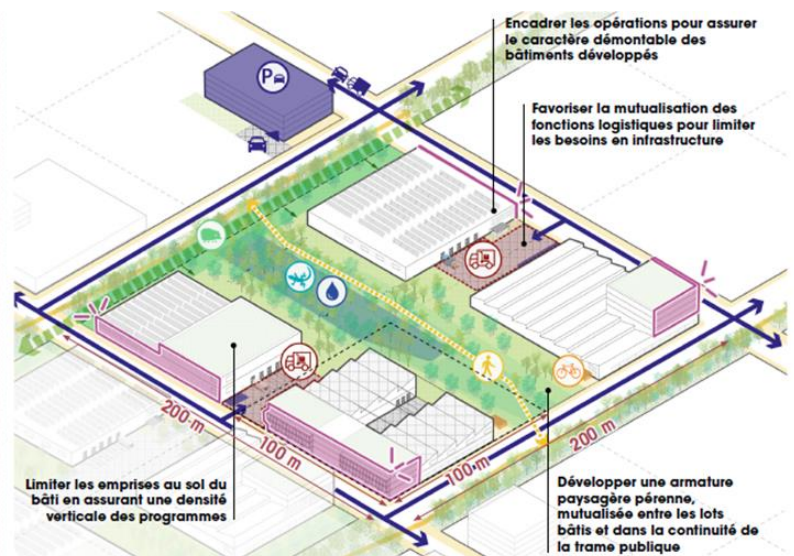 Encadrer les opérations pour assurer
le caractère démontable des
bâtiments développés
P
Favoriser la mutualisation des
fonctions logistiques pour limiter
les besoins en infrastructure
200 m
100 m
100 m
200 m
Limiter les emprises au sol du
bâti en assurant une densité
verticale des programmes
Développer une armature
paysagère pérenne,
mutualisée entre les lots
bâtis et dans la continuité de
la trame publique